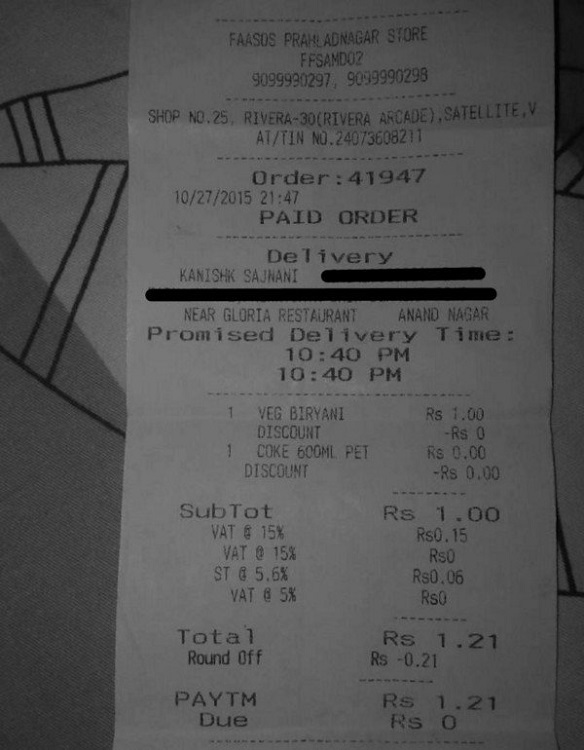 FAASOS PRAHLADNAGAR STORE
FFSAMD02
9099990297, 9099990298
SHOP NO.25, RIVERA-30(RIVERA ARCADE),SATELLITE,V
AT/TIN NO.24073608211
Order:41947
10/27/2015 21:47
PAID ORDER
Delivery
KANISHK SAJNANI
NEAR GLORIA RESTAURANT ANAND NAGAR
Promised Delivery Time:
10:40 PM
10:40 PM
1 VEG BIRYANI Rs 1.00
DISCOUNT -Rs 0
1 COKE 600ML PET Rs 0.00
DISCOUNT -Rs 0.00
SubTot Rs 1.00
VAT @ 15% Rs0.15
VAT @ 15% Rs0
ST @ 5.6% Rs0.06
VAT @ 5% Rs0
Total Rs 1.21
Round Off Rs -0.21
PAYTM Rs 1.21
Due Rs 0